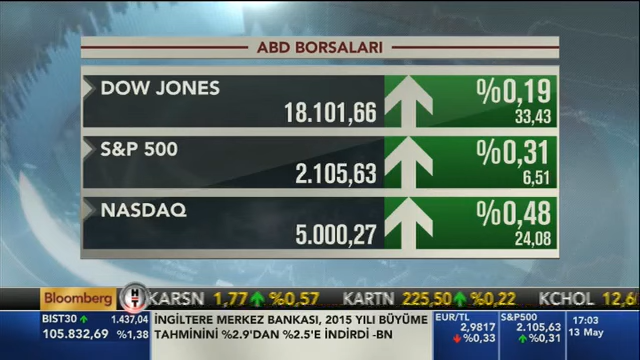 ABD BORSALARI
DOW JONES
18.101,66
%0,19
33,43
S&P 500
2.105,63
%0,31
6,51
NASDAQ
5.000,27
%0,48
24,08
Bloomberg HT KARSN 1,77 %0,57 KARTN 225,50 %0,22 KCHOL 12,6
BIST30 1.437,04
105.832,69 %1,38
İNGİLTERE MERKEZ BANKASI, 2015 YILI BÜYÜME
TAHMİNİNİ %2.9'DAN %2.5'E İNDİRDİ -BN
EUR/TL
2,9817
%0,33
S&P500
2.105,63
%0,31
17:03
13 May